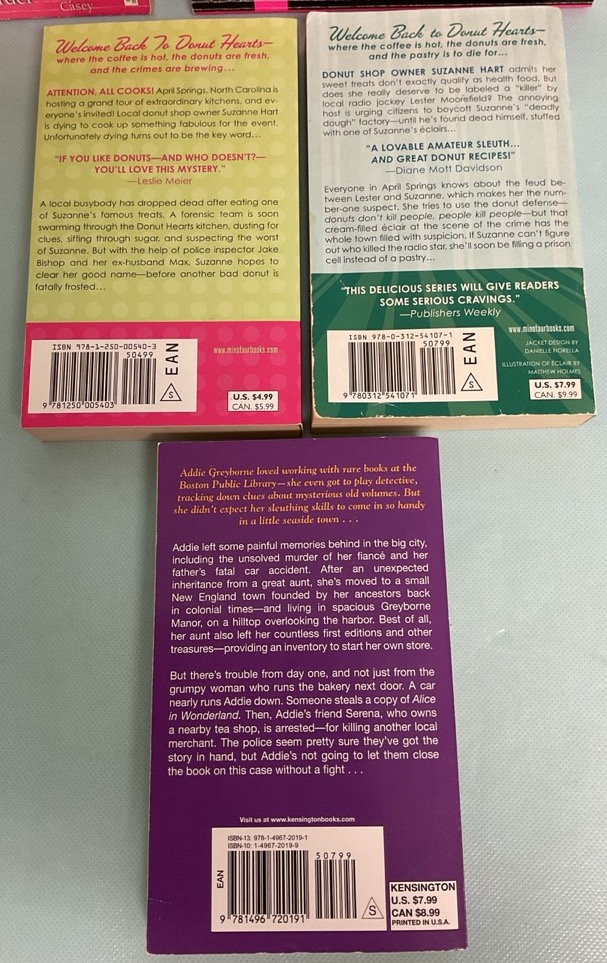 Casey
Welcome Back To Donut Hearts—
where the coffee is hot, the donuts are fresh,
and the crimes are brewing...
ATTENTION, ALL COOKS! April Springs, North Carolina is
hosting a grand tour of extraordinary kitchens, and ev-
eryone's invited! Local donut shop owner Suzanne Hart
is dying to cook up something fabulous for the event.
Unfortunately dying turns out to be the key word...
"IF YOU LIKE DONUTS—AND WHO DOESN'T?—
YOU'LL LOVE THIS MYSTERY."
—Leslie Meier
A local busybody has dropped dead after eating one
of Suzanne's famous treats. A forensic team is soon
swarming through the Donut Hearts kitchen, dusting for
clues, sifting through sugar, and suspecting the worst
of Suzanne. But with the help of police inspector Jake
Bishop and her ex-husband Max, Suzanne hopes to
clear her good name—before another bad donut is
fatally frosted...
ISBN 978-1-250-00540-3
50499
EAN
S
9 781250 005403
www.minotaurbooks.com
U.S. $4.99
CAN. $5.99
Welcome Back to Donut Hearts—
where the coffee is hot, the donuts are fresh,
and the pastry is to die for...
DONUT SHOP OWNER SUZANNE HART admits her
sweet treats don't exactly qualify as health food. But
does she really deserve to be labeled a "killer" by
local radio jockey Lester Moorefield? The annoying
host is urging citizens to boycott Suzanne's "deadly
dough" factory—until he's found dead himself, stuffed
with one of Suzanne's éclairs...
"A LOVABLE AMATEUR SLEUTH...
AND GREAT DONUT RECIPES!"
—Diane Mott Davidson
Everyone in April Springs knows about the feud be-
tween Lester and Suzanne, which makes her the num-
ber-one suspect. She tries to use the donut defense—
donuts don't kill people, people kill people—but that
cream-filled éclair at the scene of the crime has the
whole town filled with suspicion. If Suzanne can't figure
out who killed the radio star, she'll soon be filling a prison
cell instead of a pastry...
"THIS DELICIOUS SERIES WILL GIVE READERS
SOME SERIOUS CRAVINGS."
—Publishers Weekly
ISBN 978-0-312-54107-1
50799
EAN
S
9 780312 541071
www.minotaurbooks.com
JACKET DESIGN BY
DANIELLE FIORELLA
ILLUSTRATION OF ÉCLAIR BY
MATTHEW HOLMES
U.S. $7.99
CAN. $9.99
Addie Greyborne loved working with rare books at the
Boston Public Library—she even got to play detective,
tracking down clues about mysterious old volumes. But
she didn't expect her sleuthing skills to come in so handy
in a little seaside town . . .
Addie left some painful memories behind in the big city,
including the unsolved murder of her fiancé and her
father's fatal car accident. After an unexpected
inheritance from a great aunt, she's moved to a small
New England town founded by her ancestors back
in colonial times—and living in spacious Greyborne
Manor, on a hilltop overlooking the harbor. Best of all,
her aunt also left her countless first editions and other
treasures—providing an inventory to start her own store.
But there's trouble from day one, and not just from the
grumpy woman who runs the bakery next door. A car
nearly runs Addie down. Someone steals a copy of Alice
in Wonderland. Then, Addie's friend Serena, who owns
a nearby tea shop, is arrested—for killing another local
merchant. The police seem pretty sure they've got the
story in hand, but Addie's not going to let them close
the book on this case without a fight . . .
Visit us at www.kensingtonbooks.com
ISBN-13: 978-1-4967-2019-1
ISBN-10: 1-4967-2019-9
50799
EAN
S
9 781496 720191
KENSINGTON
U.S. $7.99
CAN $8.99
PRINTED IN U.S.A.